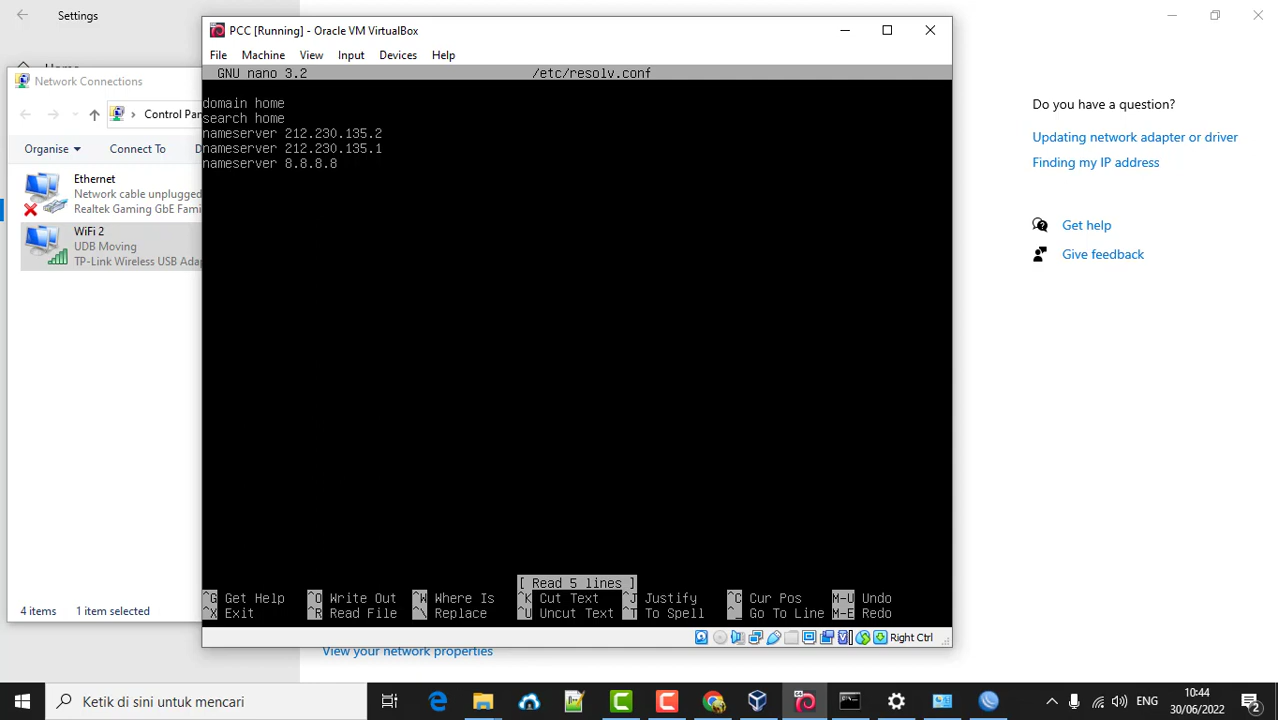 Settings
Home
Network Connections
Control Pan
Organise
Connect To
D
Ethernet
Network cable unplugged
Realtek Gaming GbE Fami
WiFi 2
UDB Moving
TP-Link Wireless USB Adap
4 items
1 item selected
PCC [Running] - Oracle VM VirtualBox
File Machine View Input Devices Help
GNU nano 3.2 /etc/resolv.conf
domain home
search home
nameserver 212.230.135.2
nameserver 212.230.135.1
nameserver 8.8.8.8
[ Read 5 lines ]
^G Get Help ^O Write Out ^W Where Is ^K Cut Text ^J Justify ^C Cur Pos M-U Undo
^X Exit ^R Read File ^\ Replace ^U Uncut Text ^T To Spell ^_ Go To Line M-E Redo
Right Ctrl
View your network properties
Do you have a question?
Updating network adapter or driver
Finding my IP address
Get help
Give feedback
Ketik di sini untuk mencari
ENG
10:44
30/06/2022
2